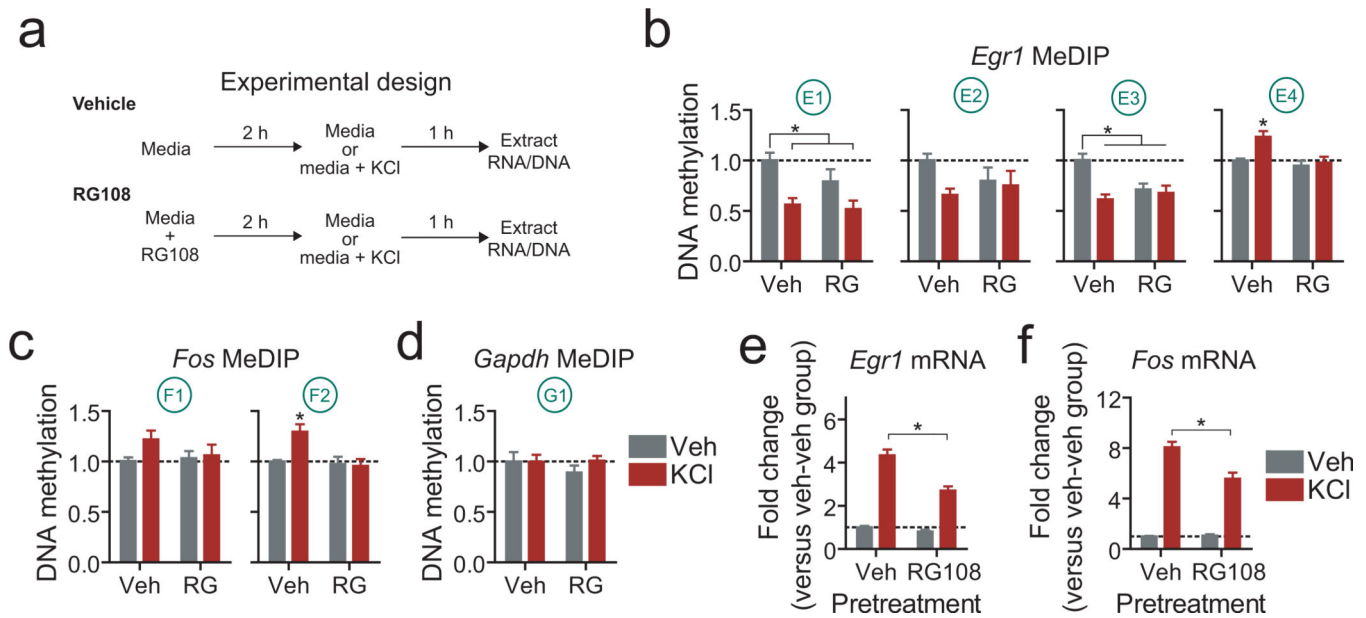 a
Experimental design
Vehicle
Media
2 h
Media
or
media + KCl
1 h
Extract
RNA/DNA
RG108
Media
+
RG108
2 h
Media
or
media + KCl
1 h
Extract
RNA/DNA
b
Egr1 MeDIP
DNA methylation
1.5
1.0
0.5
0.0
E1
*
Veh RG
E2
Veh RG
E3
*
Veh RG
E4
*
Veh RG
c
Fos MeDIP
DNA methylation
1.5
1.0
0.5
0.0
F1
Veh RG
F2
*
Veh RG
d
Gapdh MeDIP
DNA methylation
1.5
1.0
0.5
0.0
G1
Veh RG
Veh
KCl
e
Egr1 mRNA
Fold change
(versus veh-veh group)
6
4
2
0
*
Veh RG108
Pretreatment
f
Fos mRNA
Fold change
(versus veh-veh group)
12
8
4
0
*
Veh RG108
Pretreatment
Veh
KCl